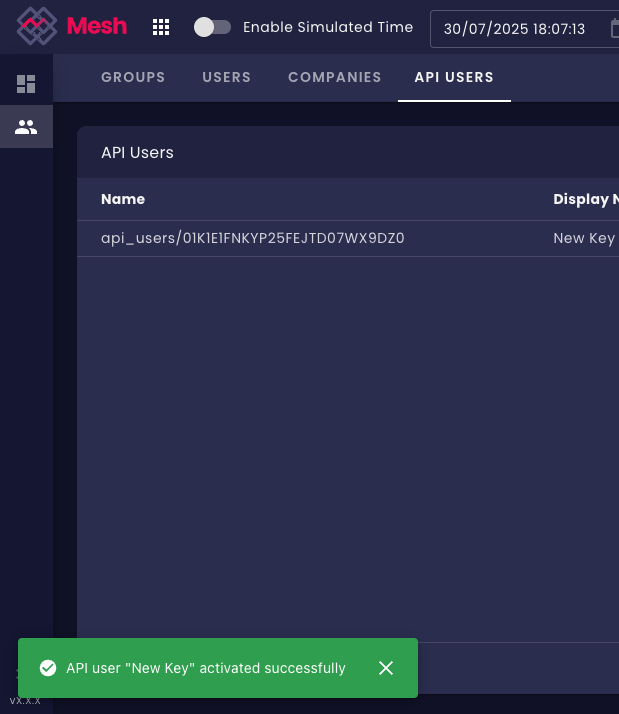 Mesh
Enable Simulated Time
30/07/2025 18:07:13
GROUPS
USERS
COMPANIES
API USERS
API Users
Name
Display N
api_users/01K1E1FNKYP25FEJTD07WX9DZ0
New Key
API user "New Key" activated successfully
vX.X.X